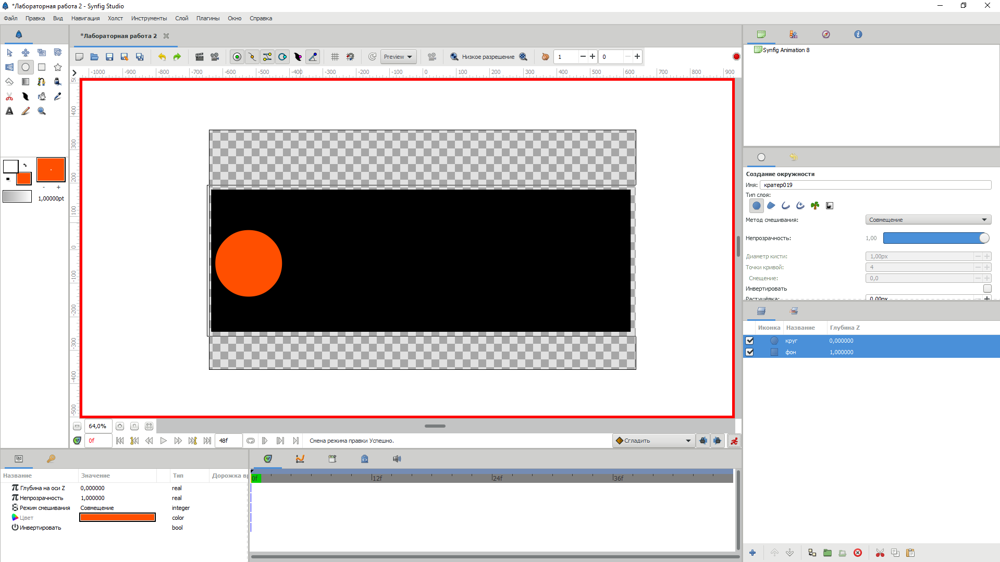 *Лабораторная работа 2 - Synfig Studio
Файл Правка Вид Навигация Холст Инструменты Слой Плагины Окно Справка
*Лабораторная работа 2
Preview Низкое разрешение 1 0
-1000 -900 -800 -700 -600 -500 -400 -300 -200 -100 0 100 200 300 400 500 600 700 800 900
400
300
200
100
0
-100
-200
-300
-400
-500
- +
1,00000pt
Synfig Animation 8
Создание окружности
Имя: кратер019
Тип слоя:
Метод смешивания: Совмещение
Непрозрачность: 1,00
Диаметр кисти: 1,00px
Точки кривой: 4
Смещение: 0,0
Инвертировать
Растушёвка: 0,00px
Иконка Название Глубина Z
круг 0,000000
фон 1,000000
64,0%
0f 48f Смена режима правки Успешно. Сгладить
Название Значение Тип Дорожка в
Глубина на оси Z 0,000000 real
Непрозрачность 1,000000 real
Режим смешивания Совмещение integer
Цвет color
Инвертировать bool
0f 12f 24f 36f